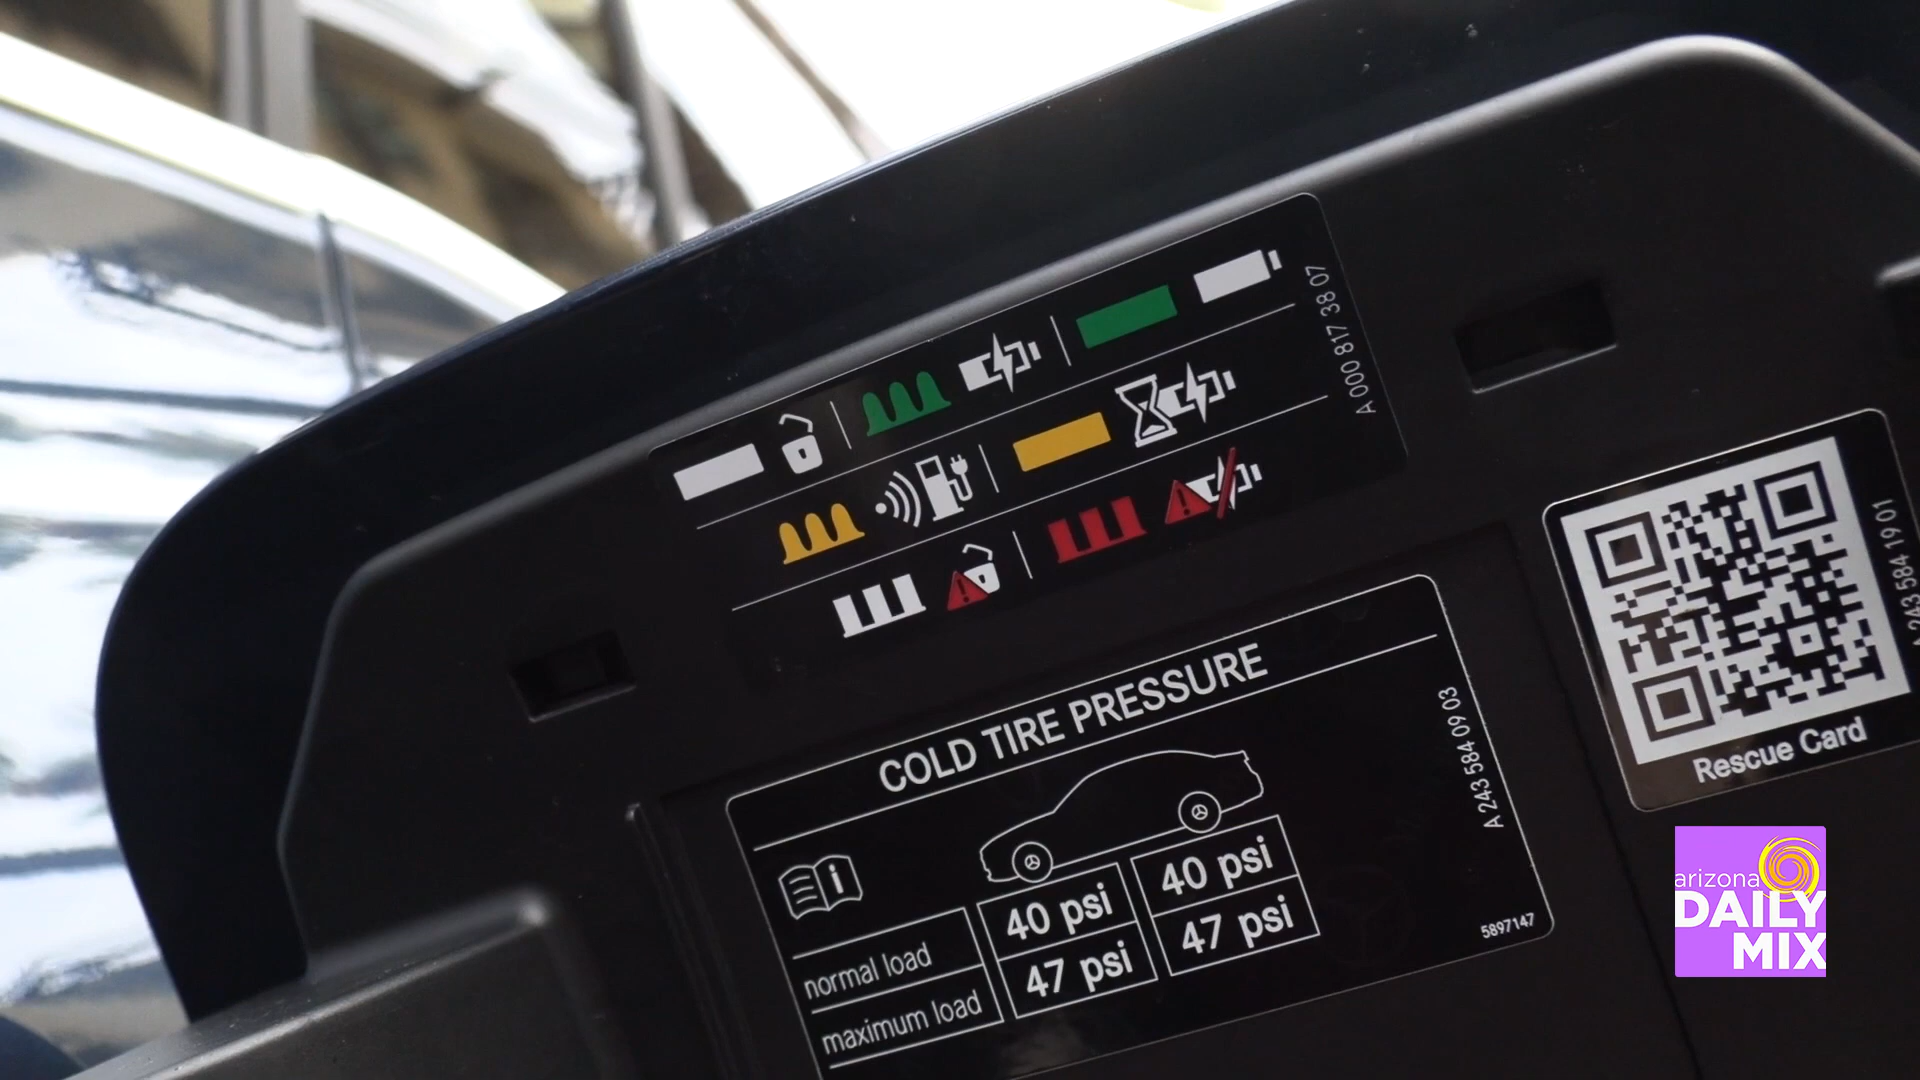 A 000 817 38 07
COLD TIRE PRESSURE
normal load 40 psi 40 psi
maximum load 47 psi 47 psi
A 243 584 09 03
5897147
Rescue Card
A 243 584 19 01
arizona
DAILY
MIX